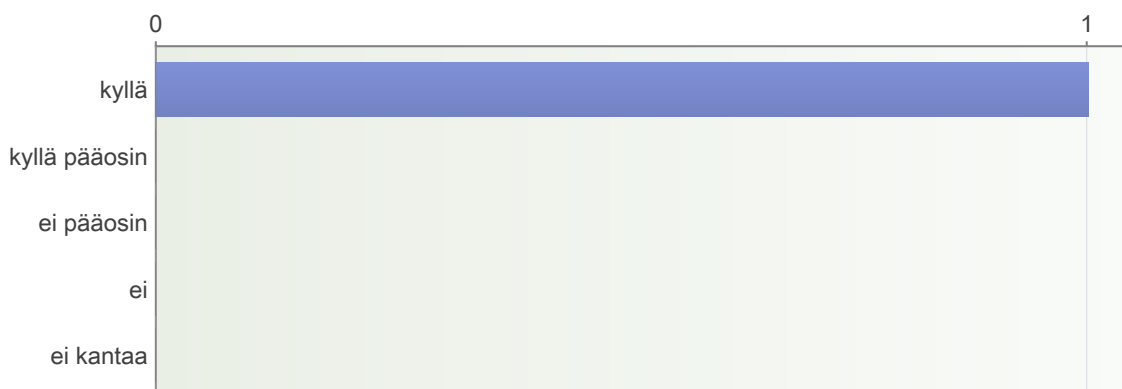 0 1
kyllä
kyllä pääosin
ei pääosin
ei
ei kantaa